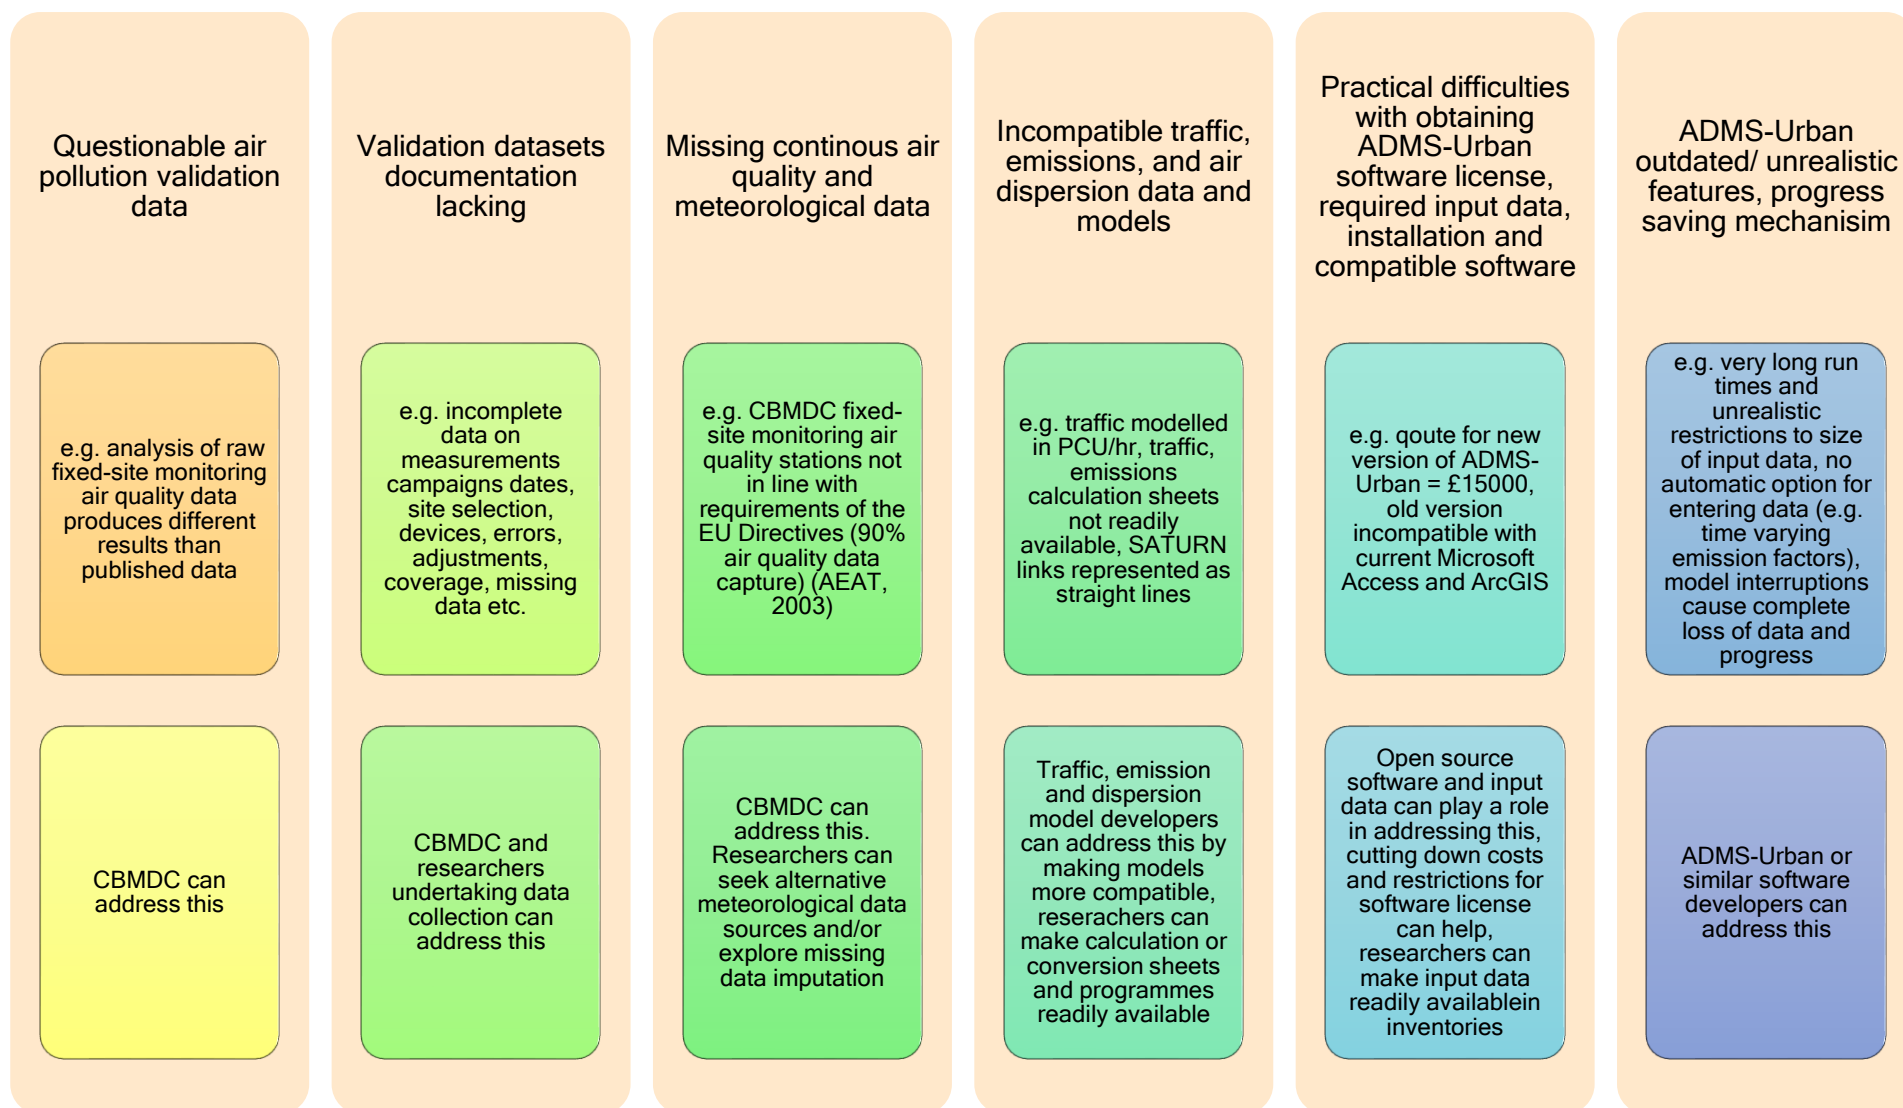 Questionable air
pollution validation
data
e.g. analysis of raw
fixed-site monitoring
air quality data
produces different
results than
published data
CBMDC can
address this
Validation datasets
documentation
lacking
e.g. incomplete
data on
measurements
campaigns dates,
site selection,
devices, errors,
adjustments,
coverage, missing
data etc.
CBMDC and
researchers
undertaking data
collection can
address this
Missing continous air
quality and
meteorological data
e.g. CBMDC fixed-
site monitoring air
quality stations not
in line with
requirements of the
EU Directives (90%
air quality data
capture) (AEAT,
2003)
CBMDC can
address this.
Researchers can
seek alternative
meteorological data
sources and/or
explore missing
data imputation
Incompatible traffic,
emissions, and air
dispersion data and
models
e.g. traffic modelled
in PCU/hr, traffic,
emissions
calculation sheets
not readily
available, SATURN
links represented as
straight lines
Traffic, emission
and dispersion
model developers
can address this by
making models
more compatible,
reserachers can
make calculation or
conversion sheets
and programmes
readily available
Practical difficulties
with obtaining
ADMS-Urban
software license,
required input data,
installation and
compatible software
e.g. qoute for new
version of ADMS-
Urban = £15000,
old version
incompatible with
current Microsoft
Access and ArcGIS
Open source
software and input
data can play a role
in addressing this,
cutting down costs
and restrictions for
software license
can help,
researchers can
make input data
readily availablein
inventories
ADMS-Urban
outdated/ unrealistic
features, progress
saving mechanisim
e.g. very long run
times and
unrealistic
restrictions to size
of input data, no
automatic option for
entering data (e.g.
time varying
emission factors),
model interruptions
cause complete
loss of data and
progress
ADMS-Urban or
similar software
developers can
address this